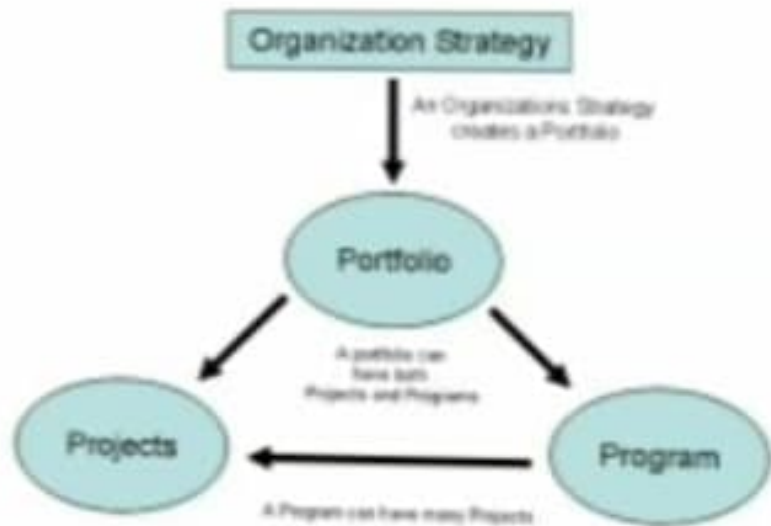 Organization Strategy
An Organizations Strategy
creates a Portfolio
Portfolio
A portfolio can
have both
Projects and Programs
Projects
Program
A Program can have many Projects